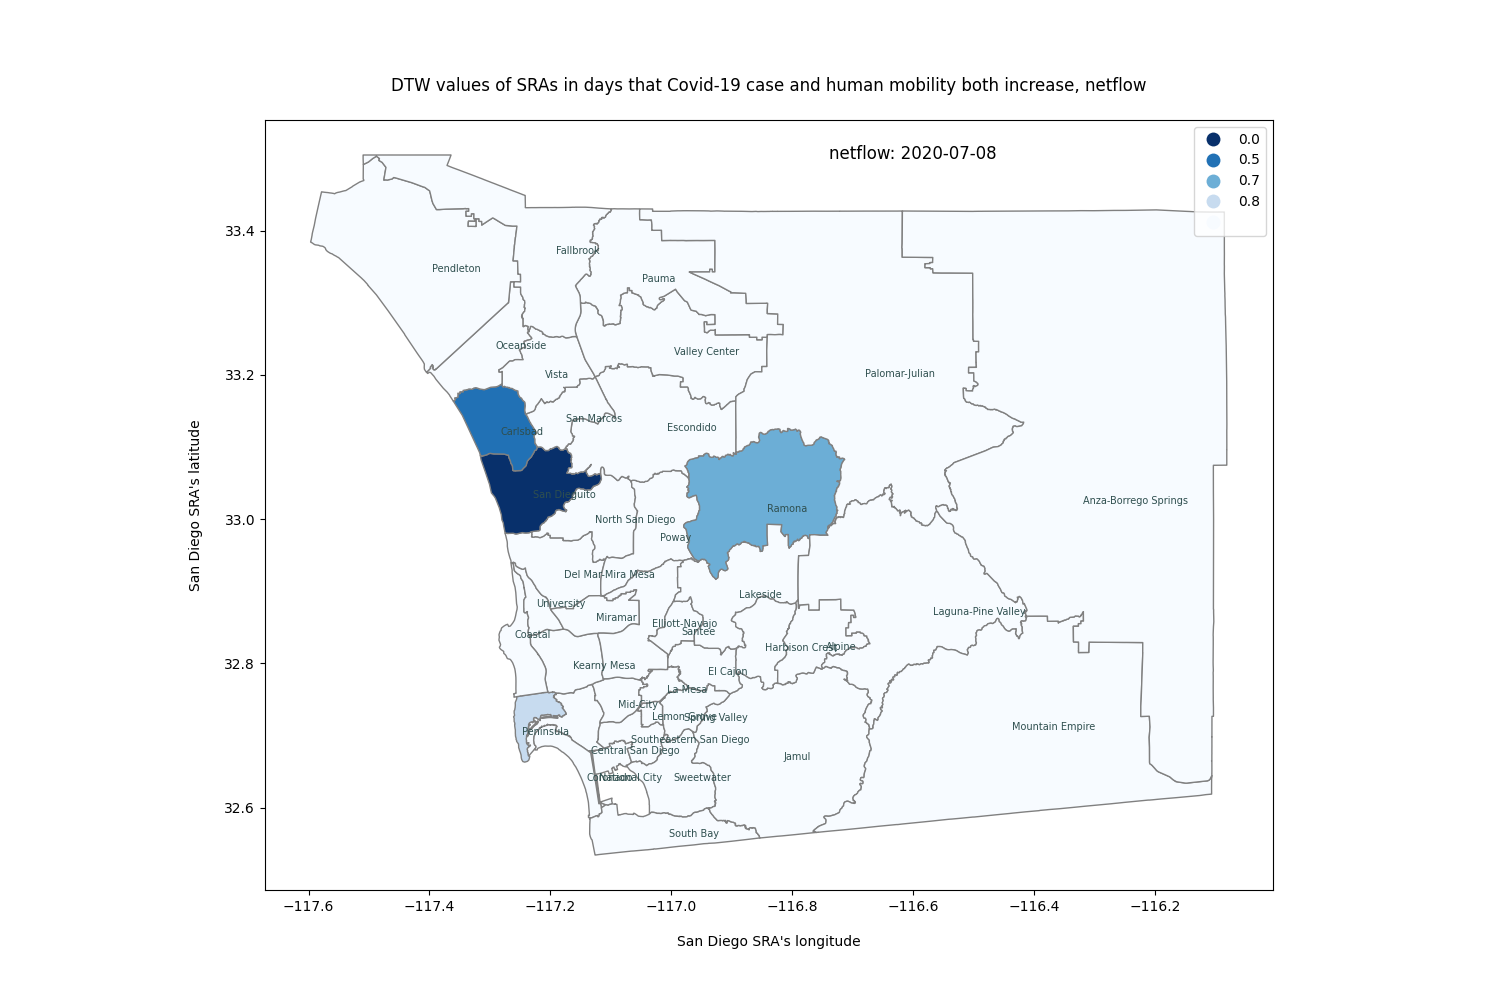 DTW values of SRAs in days that Covid-19 case and human mobility both increase, netflow
netflow: 2020-07-08
0.0
0.5
0.7
0.8
33.4
33.2
33.0
32.8
32.6
San Diego SRA's latitude
Fallbrook
Pendleton
Pauma
Oceanside
Valley Center
Vista
Palomar-Julian
San Marcos
Escondido
Carlsbad
San Dieguito
Anza-Borrego Springs
Ramona
North San Diego
Poway
Del Mar-Mira Mesa
Lakeside
University
Laguna-Pine Valley
Miramar
Elliott-Navajo
Santee
Coastal
Harbison Crest
Alpine
Kearny Mesa
El Cajon
La Mesa
Mid-City
Lemon Grove
Spring Valley
Mountain Empire
Peninsula
Southeastern San Diego
Central San Diego
Jamul
Coronado
National City
Sweetwater
South Bay
−117.6
−117.4
−117.2
−117.0
−116.8
−116.6
−116.4
−116.2
San Diego SRA's longitude